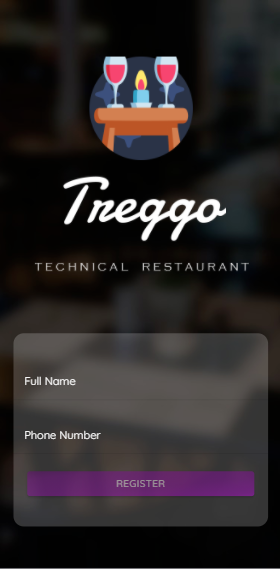 Treggo
TECHNICAL RESTAURANT
Full Name
Phone Number
REGISTER